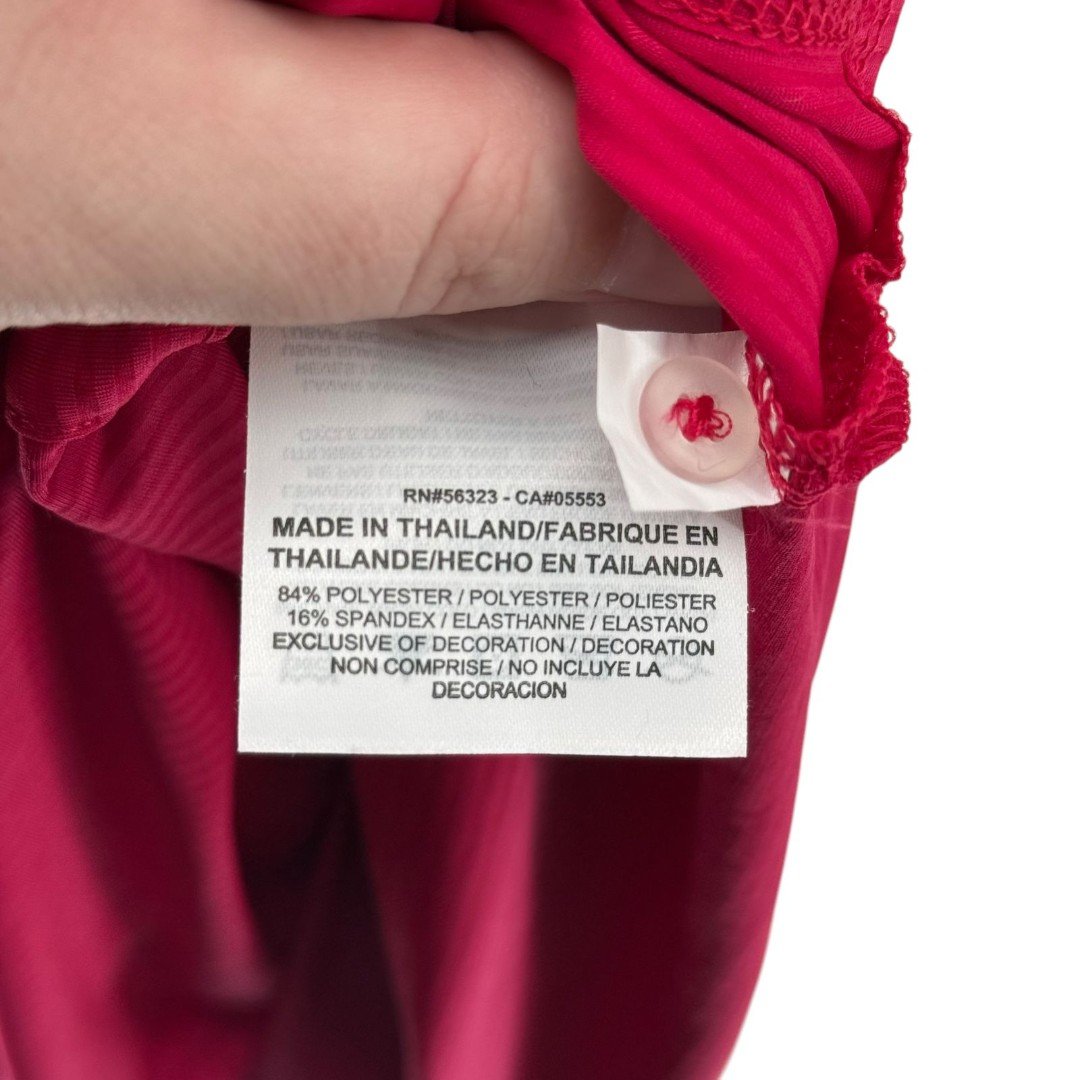 RN#56323 - CA#05553
MADE IN THAILAND/FABRIQUE EN
THAILANDE/HECHO EN TAILANDIA
84% POLYESTER / POLYESTER / POLIESTER
16% SPANDEX / ELASTHANNE / ELASTANO
EXCLUSIVE OF DECORATION / DECORATION
NON COMPRISE / NO INCLUYE LA
DECORACION